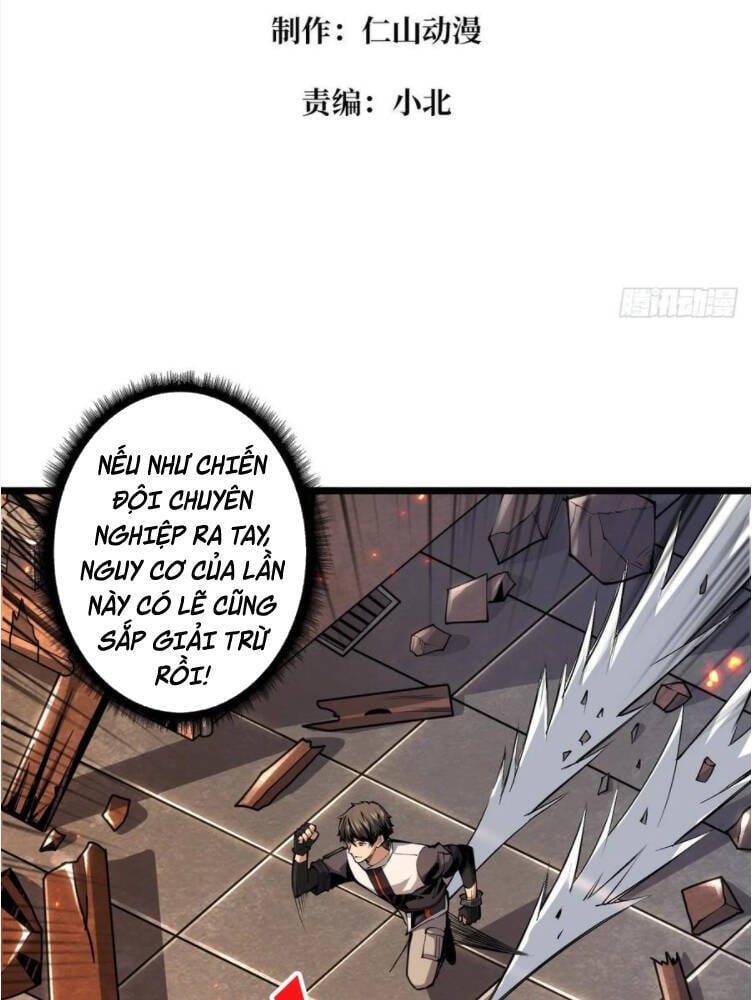 制作：仁山动漫
责编：小北
腾讯动漫
NẾU NHƯ CHIẾN
ĐỘI CHUYÊN
NGHIỆP RA TAY,
NGUY CƠ CỦA LẦN
NÀY CÓ LẼ CŨNG
SẮP GIẢI TRỪ
RỒI!